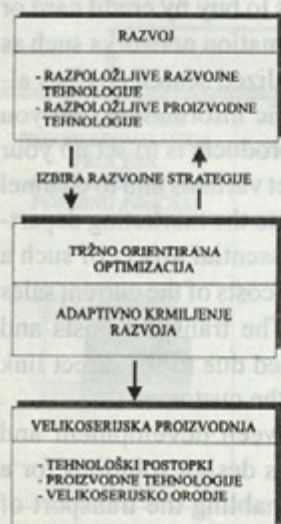 RAZVOJ
- RAZPOLOŽLJIVE RAZVOJNE
TEHNOLOGIJE
- RAZPOLOŽLJIVE PROIZVODNE
TEHNOLOGIJE
IZBIRA RAZVOJNE STRATEGIJE
TRŽNO ORIENTIRANA
OPTIMIZACIJA
ADAPTIVNO KRMILJENJE
RAZVOJA
VELIKOSERIJSKA PROIZVODNJA
- TEHNOLOŠKI POSTOPKI
- PROIZVODNE TEHNOLOGIJE
- VELIKOSERIJSKO ORODJE